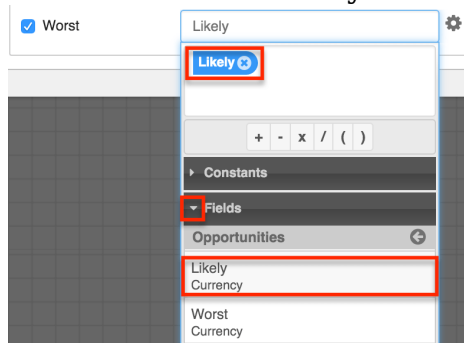 Worst
Likely
Likely
+ - x / ( )
Constants
Fields
Opportunities
Likely
Currency
Worst
Currency